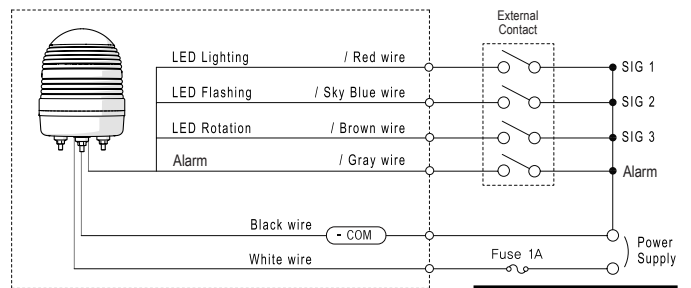 External
Contact
LED Lighting / Red wire
SIG 1
LED Flashing / Sky Blue wire
SIG 2
LED Rotation / Brown wire
SIG 3
Alarm / Gray wire
Alarm
Black wire
- COM
White wire
Fuse 1A
Power
Supply